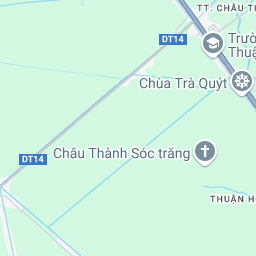 TT. CHÂU T
DT14
Trườ
Thuậ
Chùa Trà Quýt
DT14
Châu Thành Sóc trăng
THUẬN H